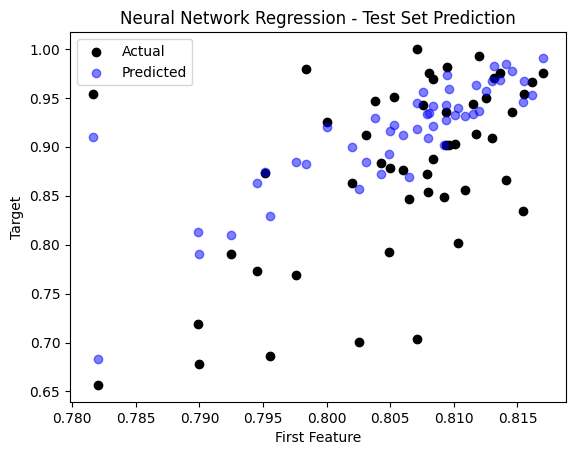 Neural Network Regression - Test Set Prediction
Actual
Predicted
1.00
0.95
0.90
0.85
0.80
0.75
0.70
0.65
Target
0.780 0.785 0.790 0.795 0.800 0.805 0.810 0.815
First Feature